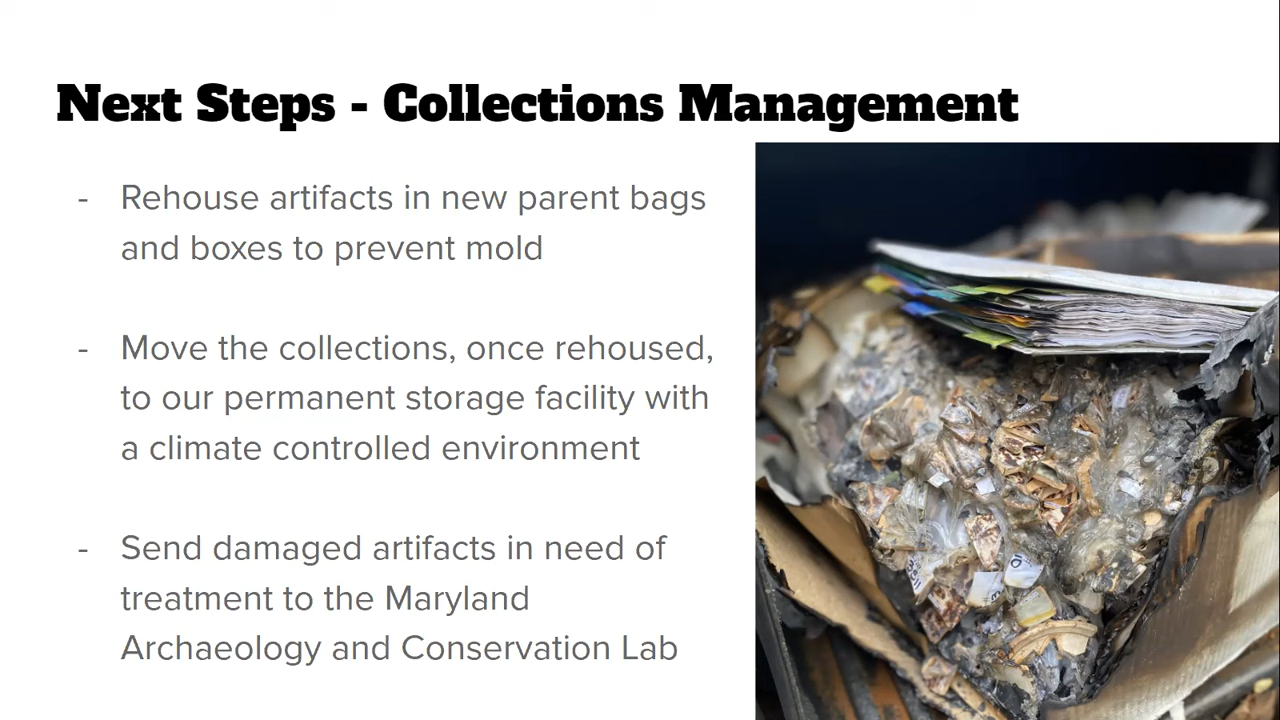 Next Steps - Collections Management
- Rehouse artifacts in new parent bags
and boxes to prevent mold
- Move the collections, once rehoused,
to our permanent storage facility with
a climate controlled environment
- Send damaged artifacts in need of
treatment to the Maryland
Archaeology and Conservation Lab